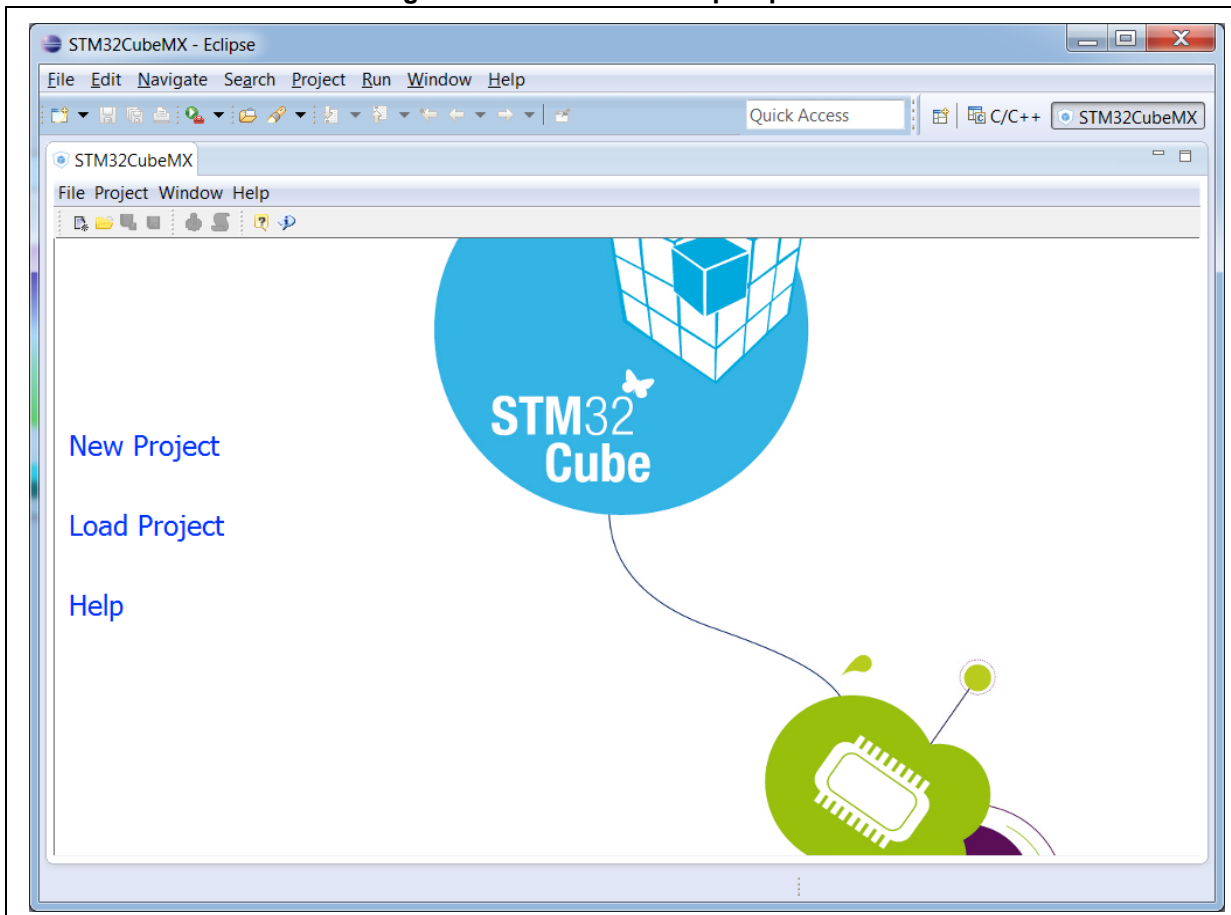 STM32CubeMX - Eclipse
File Edit Navigate Search Project Run Window Help
Quick Access C/C++ STM32CubeMX
STM32CubeMX
File Project Window Help
STM32
Cube
New Project
Load Project
Help